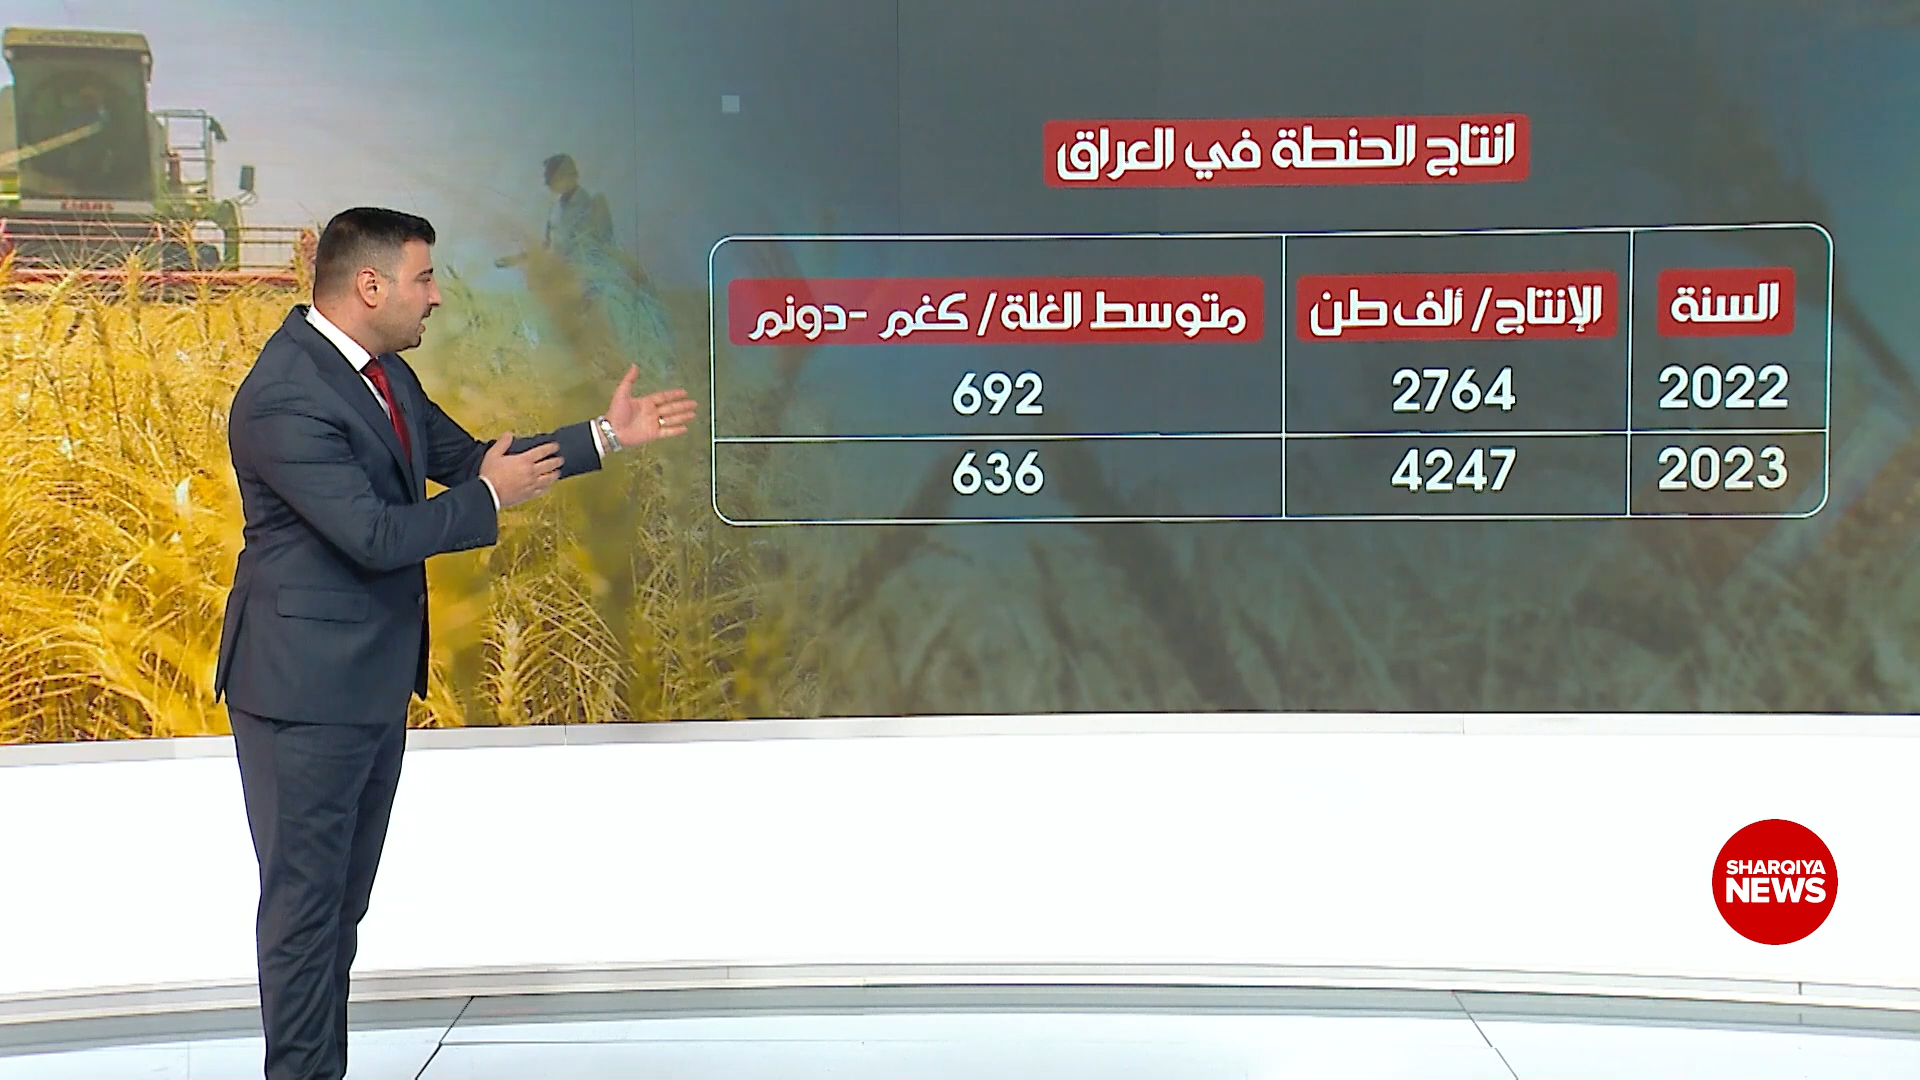 انتاج الحنطة في العراق
السنة الإنتاج/ ألف طن متوسط الغلة/ كغم -دونم
2022 2764 692
2023 4247 636
CLAAS
SHARQIYA
NEWS